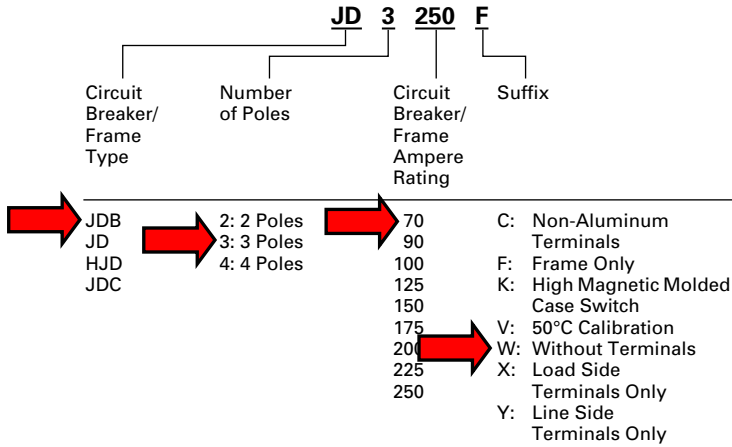 JD 3 250 F
Circuit Breaker/ Frame Type
Number of Poles
Circuit Breaker/ Frame Ampere Rating
Suffix
JDB
JD
HJD
JDC
2: 2 Poles
3: 3 Poles
4: 4 Poles
70
90
100
125
150
175
200
225
250
C: Non-Aluminum
Terminals
F: Frame Only
K: High Magnetic Molded
Case Switch
V: 50°C Calibration
W: Without Terminals
X: Load Side
Terminals Only
Y: Line Side
Terminals Only